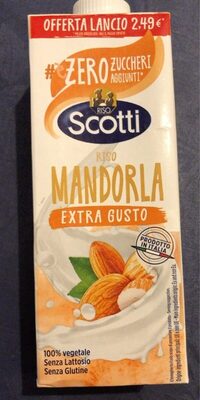 OFFERTA LANCIO 2,49€*
#ZERO ZUCCHERI
AGGIUNTI*
RISO
Scotti
RISO
MANDORLA
EXTRA GUSTO
PRODOTTO
IN ITALIA
100% vegetale
Senza Lattosio
Senza Glutine